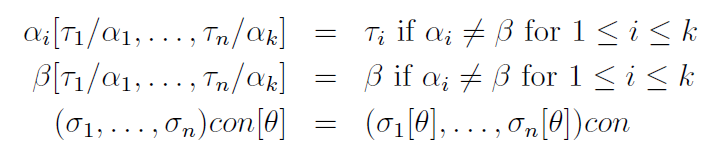 αᵢ[τ₁/α₁, . . . , τₙ/αₖ] = τᵢ if αᵢ ≠ β for 1 ≤ i ≤ k
β[τ₁/α₁, . . . , τₙ/αₖ] = β if αᵢ ≠ β for 1 ≤ i ≤ k
(σ₁, . . . , σₙ)con[θ] = (σ₁[θ], . . . , σₙ[θ])con